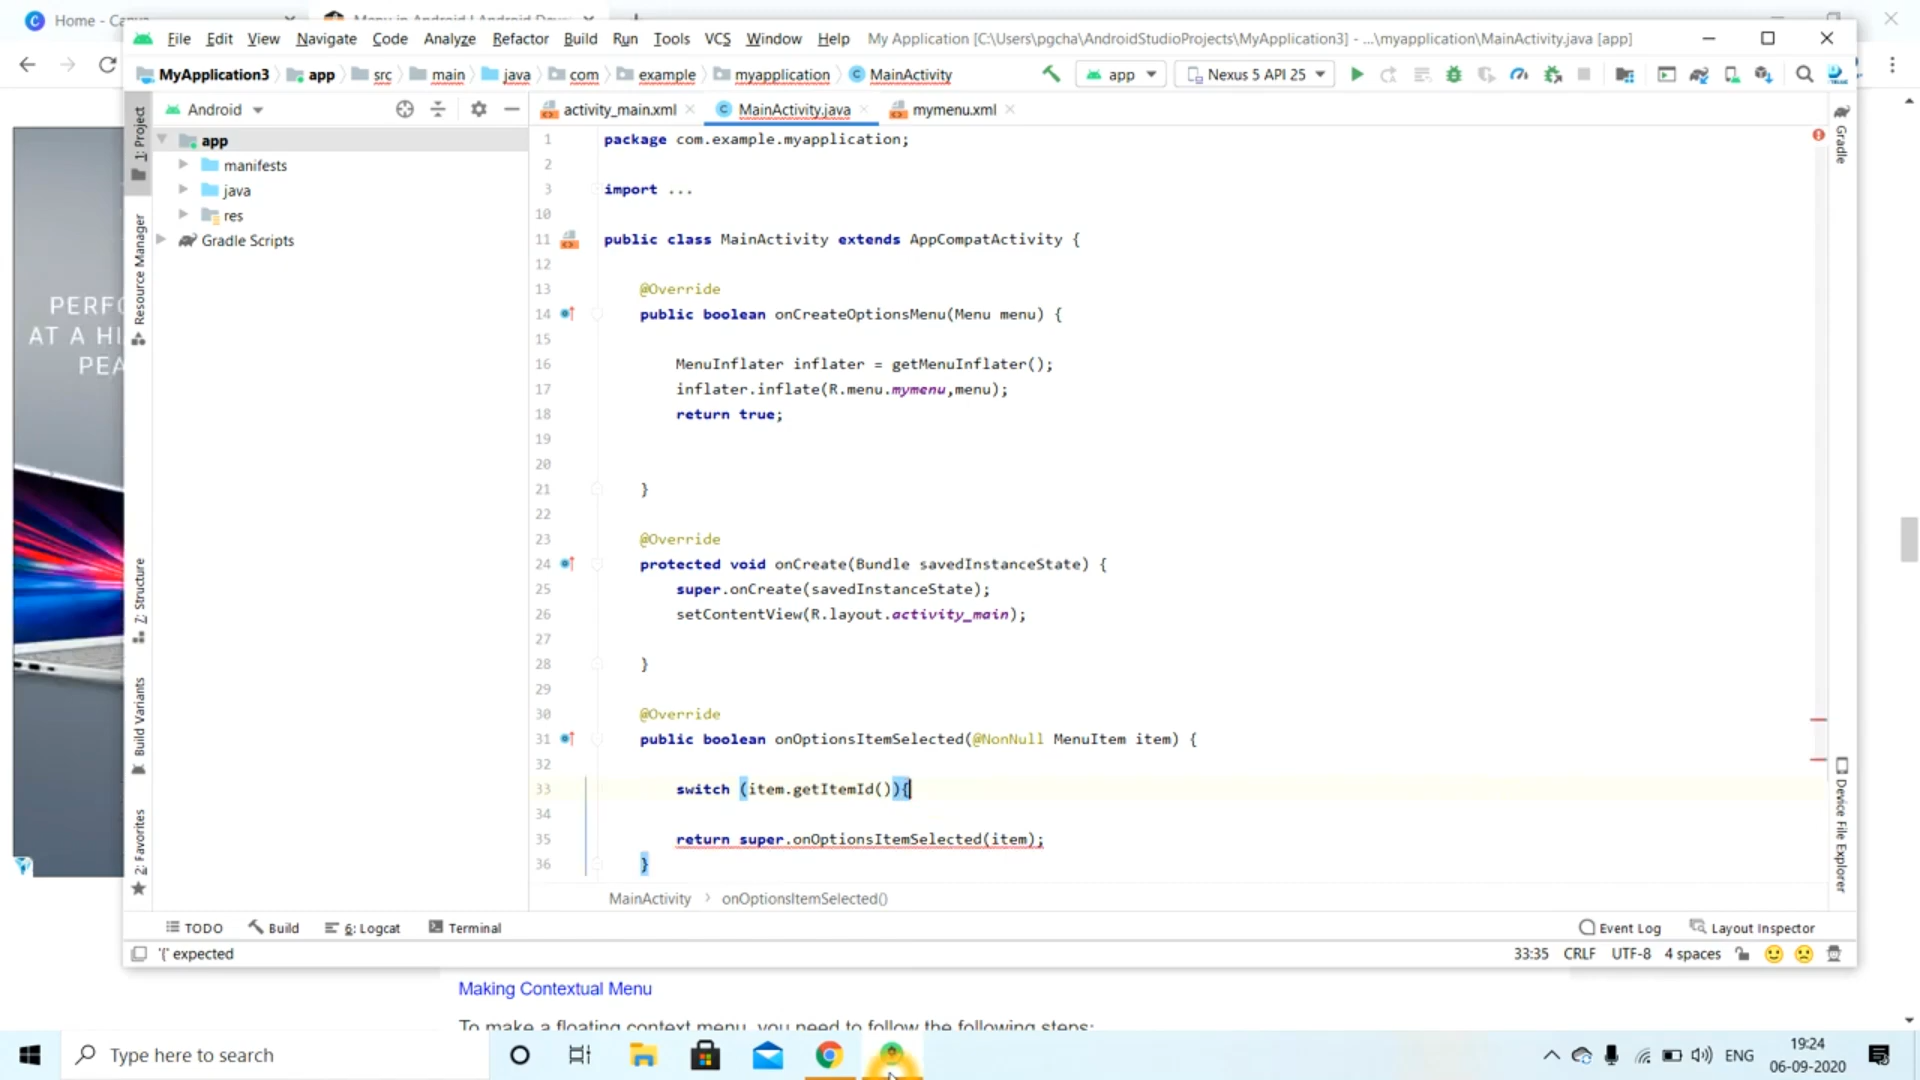 Home - Ca
Menu in Android | Android Deve
File Edit View Navigate Code Analyze Refactor Build Run Tools VCS Window Help My Application [C:\Users\pgcha\AndroidStudioProjects\MyApplication3] - ...\myapplication\MainActivity.java [app]
MyApplication3 app src main java com example myapplication MainActivity app Nexus 5 API 25
Android
activity_main.xml MainActivity.java mymenu.xml
1: Project
Resource Manager
7: Structure
Build Variants
2: Favorites
app
manifests
java
res
Gradle Scripts
PERFO
AT A HI
PEA
1 package com.example.myapplication;
2
3 import ...
10
11 public class MainActivity extends AppCompatActivity {
12
13 @Override
14 public boolean onCreateOptionsMenu(Menu menu) {
15
16 MenuInflater inflater = getMenuInflater();
17 inflater.inflate(R.menu.mymenu,menu);
18 return true;
19
20
21 }
22
23 @Override
24 protected void onCreate(Bundle savedInstanceState) {
25 super.onCreate(savedInstanceState);
26 setContentView(R.layout.activity_main);
27
28 }
29
30 @Override
31 public boolean onOptionsItemSelected(@NonNull MenuItem item) {
32
33 switch (item.getItemId()){
34
35 return super.onOptionsItemSelected(item);
36 }
Gradle
Device File Explorer
MainActivity onOptionsItemSelected()
TODO Build 6: Logcat Terminal Event Log Layout Inspector
33:35 CRLF UTF-8 4 spaces
Making Contextual Menu
To make a floating context menu, you need to follow the following steps:
Type here to search
ENG
19:24
06-09-2020